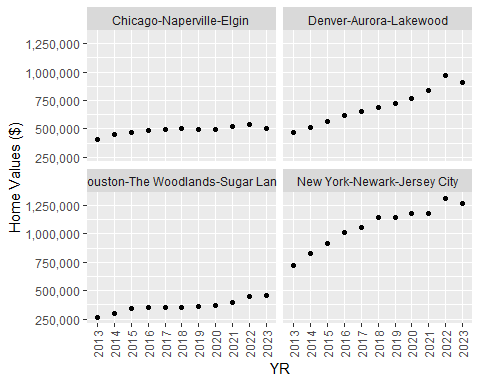 Chicago-Naperville-Elgin
Denver-Aurora-Lakewood
1,250,000
1,000,000
750,000
500,000
250,000
ouston-The Woodlands-Sugar Lan
New York-Newark-Jersey City
1,250,000
1,000,000
750,000
500,000
250,000
Home Values ($)
2013 2014 2015 2016 2017 2018 2019 2020 2021 2022 2023
2013 2014 2015 2016 2017 2018 2019 2020 2021 2022 2023
YR